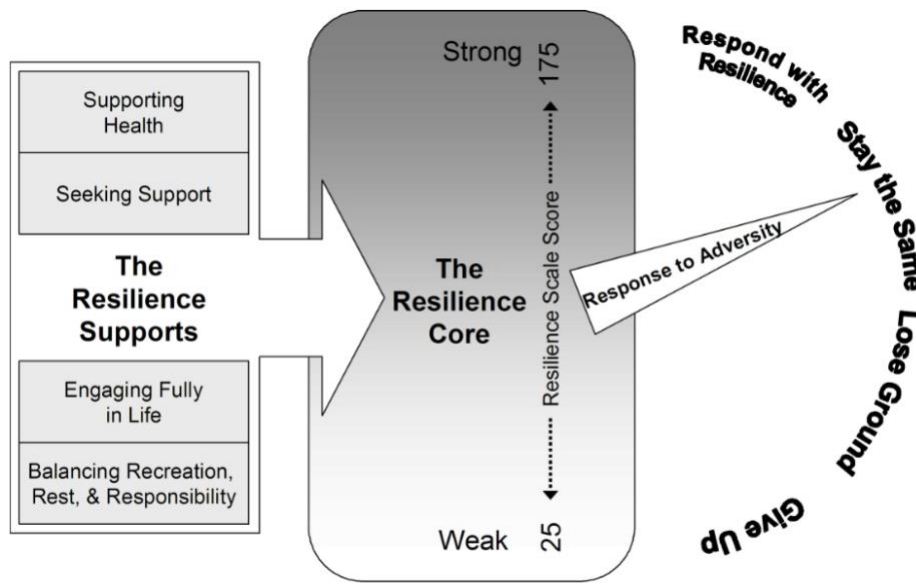 Supporting
Health
Seeking Support
The
Resilience
Supports
Engaging Fully
in Life
Balancing Recreation,
Rest, & Responsibility
Strong
175
The
Resilience
Core
Resilience Scale Score
Weak
25
Response to Adversity
Respond with
Resilience
Stay the Same
Lose Ground
Give Up